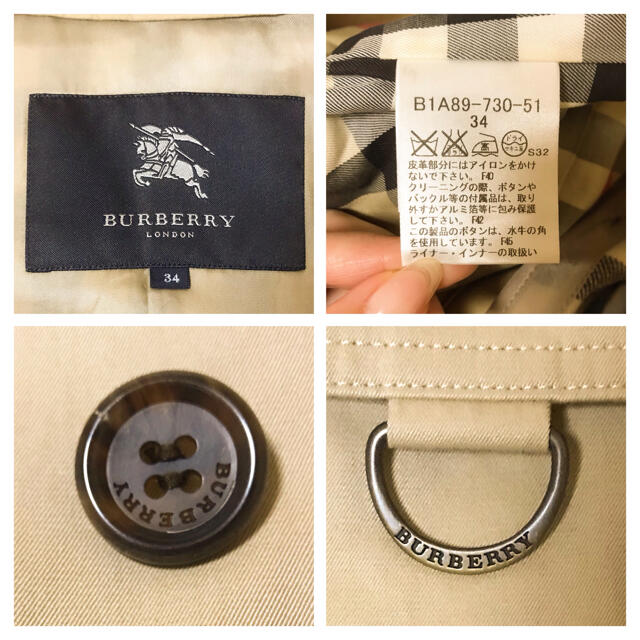 BURBERRY
LONDON
34
B1A89-730-51
34
ドライ
セキユ系
S32
皮革部分にはアイロンをかけ
ないで下さい。 F40
クリーニングの際、ボタンや
バックル等の付属品は、取り
外すかアルミ箔等に包み保護
して下さい。 F42
この製品のボタンは、水牛の角
を使用しています。 F45
ライナー・インナーの取扱い
BURBERRY
BURBERRY